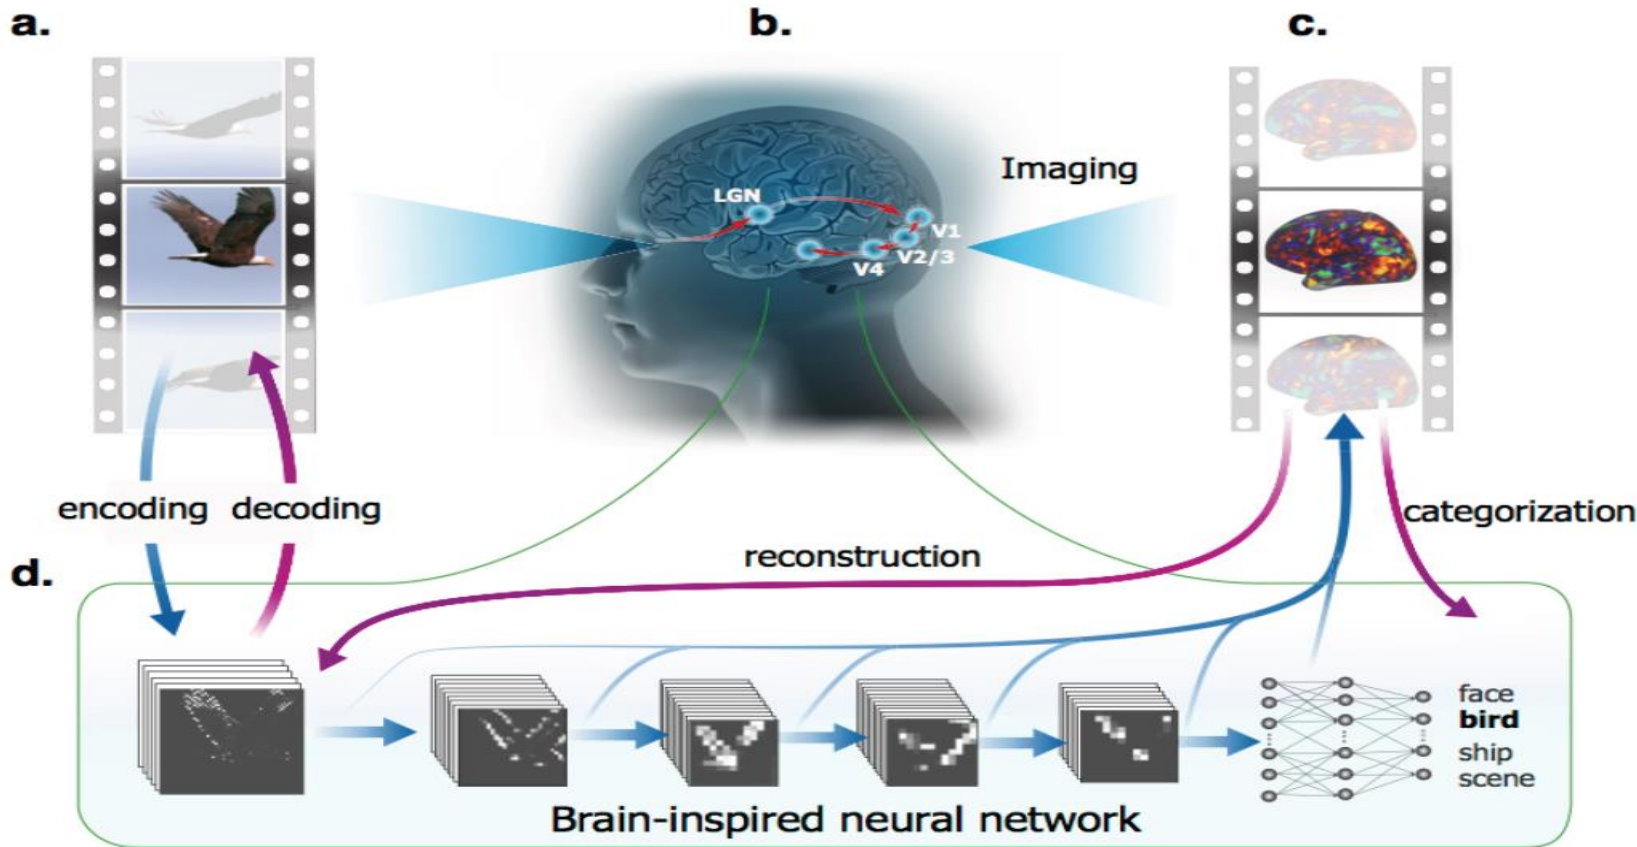 a.
b.
c.
Imaging
LGN
V1
V2/3
V4
encoding
decoding
categorization
reconstruction
d.
face
bird
ship
scene
Brain-inspired neural network